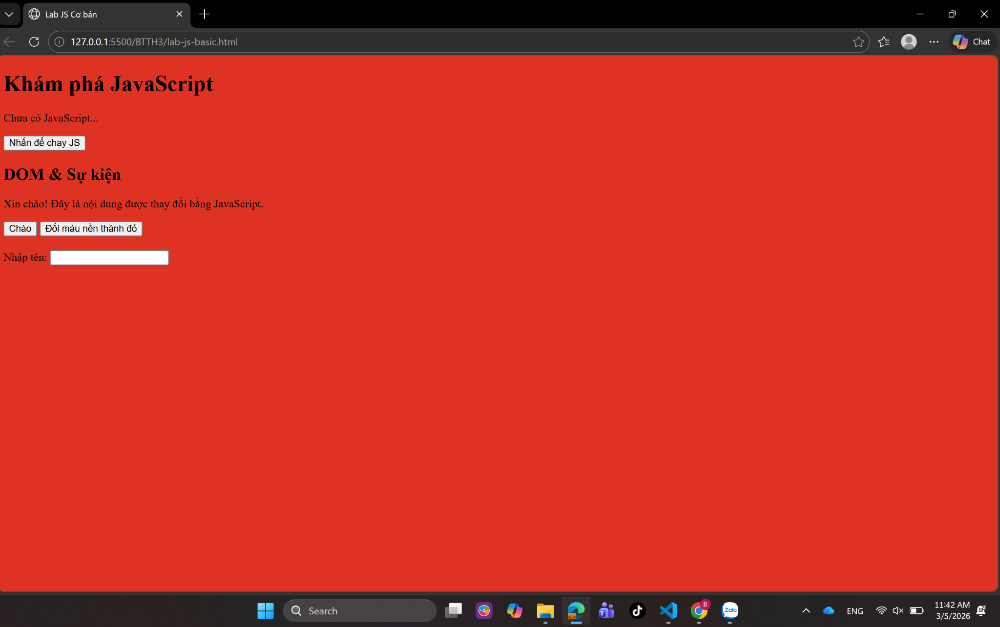 Lab JS Cơ bản
127.0.0.1:5500/BTTH3/lab-js-basic.html
Chat
Khám phá JavaScript
Chưa có JavaScript...
Nhấn để chạy JS
DOM & Sự kiện
Xin chào! Đây là nội dung được thay đổi bằng JavaScript.
Chào Đổi màu nền thành đỏ
Nhập tên:
Search
T
B
Zalo
ENG
11:42 AM
3/5/2026